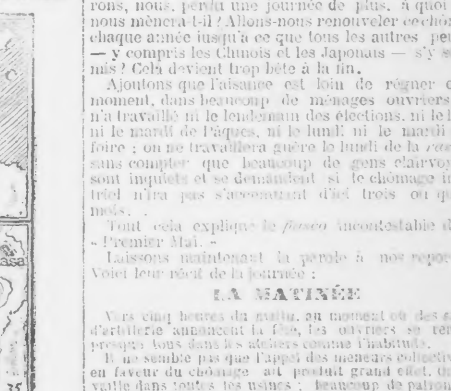 rons, nous, perdu une journée de plus. à quoi
nous mènera-t-il ? Allons-nous renouveler ce
chaque année jusqu'à ce que tous les autres
— y compris les Chinois et les Japonais — s'y
mis ? Cela devient trop bête à la fin.
Ajoutons que l'aisance est loin de régner
moment, dans beaucoup de ménages ouvriers
n'a travaillé ni le lendemain des élections, ni le
ni le mardi de Pâques, ni le lundi ni le mardi
foire ; on ne travaillera guère le lundi de la
sans compter que beaucoup de gens
sont inquiets et se demandent si le chômage
triel n'ira pas s'accentuant d'ici trois ou
mois.
Tout cela explique le fiasco incontestable
« Premier Mai. »
Laissons maintenant la parole à nos
Voici leur récit de la journée :
LA MATINÉE
Vers cinq heures du matin, au moment où des
d'artillerie annoncent la fête, les ouvriers se
presque tous dans les ateliers comme d'habitude.
Il ne semble pas que l'appel des meneurs
en faveur du chômage ait produit grand effet.
vaille dans toutes les usines ; beaucoup de
asa
35